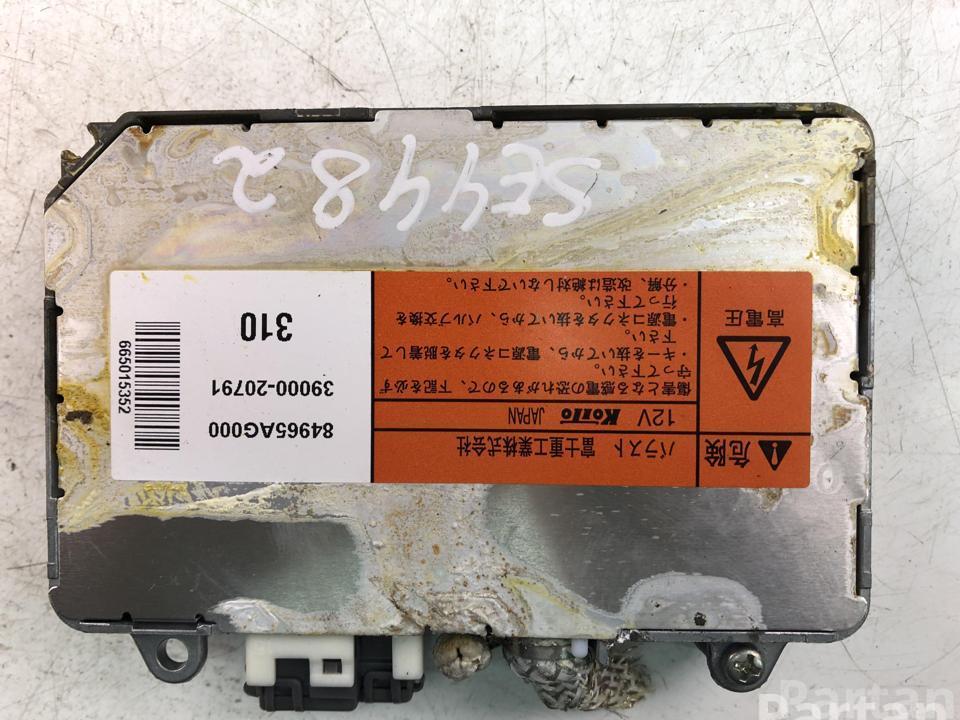 SE4482
危険
バラスト 富士重工業株式会社
12V Koito JAPAN
高電圧
傷害となる感電の恐れがあるので、下記を必ず
守って下さい。
・キーを抜いてから、電源コネクタを脱着して
下さい。
・電源コネクタを抜いてから、バルブ交換を
行って下さい。
・分解、改造は絶対しないで下さい。
84965AG000
39000-20791
310
665015352
Partan
Partan